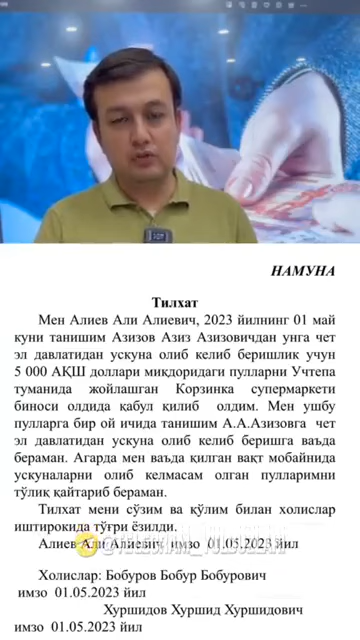 НАМУНА
Тилхат
Мен Алиев Али Алиевич, 2023 йилнинг 01 май
куни танишим Азизов Азиз Азизовичдан унга чет
эл давлатидан ускуна олиб келиб беришлик учун
5 000 АҚШ доллари миқдоридаги пулларни Учтепа
туманида жойлашган Корзинка супермаркети
биноси олдида қабул қилиб олдим. Мен ушбу
пулларга бир ой ичида танишим А.А.Азизовга чет
эл давлатидан ускуна олиб келиб беришга ваъда
бераман. Агарда мен ваъда қилган вақт мобайнида
ускуналарни олиб келмасам олган пулларимни
тўлиқ қайтариб бераман.
Тилхат мени сўзим ва қўлим билан холислар
иштирокида тўғри ёзилди.
Алиев Али Алиевич имзо 01.05.2023 йил
Холислар: Бобуров Бобур Бобурович
имзо 01.05.2023 йил
Хуршидов Хуршид Хуршидович
имзо 01.05.2023 йил